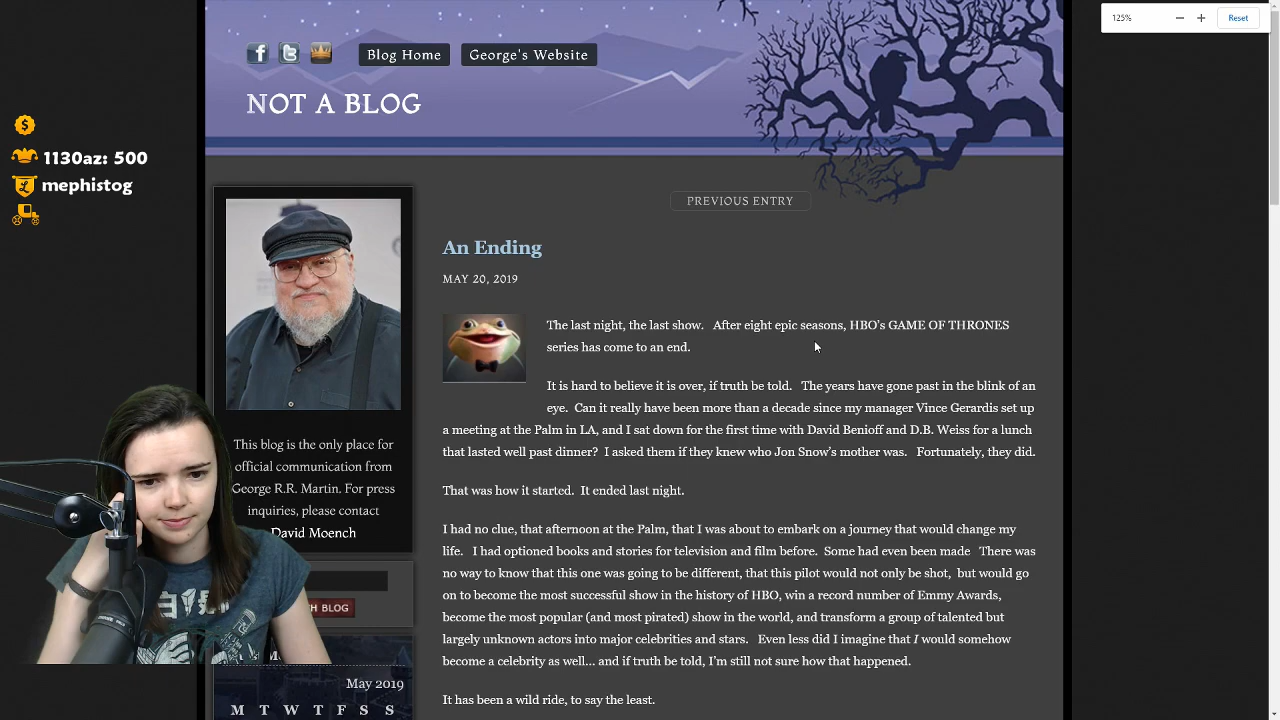 125%
Reset
Blog Home
George's Website
NOT A BLOG
1130az: 500
mephistog
PREVIOUS ENTRY
An Ending
MAY 20, 2019
The last night, the last show. After eight epic seasons, HBO's GAME OF THRONES
series has come to an end.
It is hard to believe it is over, if truth be told. The years have gone past in the blink of an
eye. Can it really have been more than a decade since my manager Vince Gerardis set up
a meeting at the Palm in LA, and I sat down for the first time with David Benioff and D.B. Weiss for a lunch
that lasted well past dinner? I asked them if they knew who Jon Snow's mother was. Fortunately, they did.
That was how it started. It ended last night.
I had no clue, that afternoon at the Palm, that I was about to embark on a journey that would change my
life. I had optioned books and stories for television and film before. Some had even been made There was
no way to know that this one was going to be different, that this pilot would not only be shot, but would go
on to become the most successful show in the history of HBO, win a record number of Emmy Awards,
become the most popular (and most pirated) show in the world, and transform a group of talented but
largely unknown actors into major celebrities and stars. Even less did I imagine that I would somehow
become a celebrity as well... and if truth be told, I'm still not sure how that happened.
It has been a wild ride, to say the least.
This blog is the only place for
official communication from
George R.R. Martin. For press
inquiries, please contact
David Moench
BLOG
May 2019
M T W T F S S